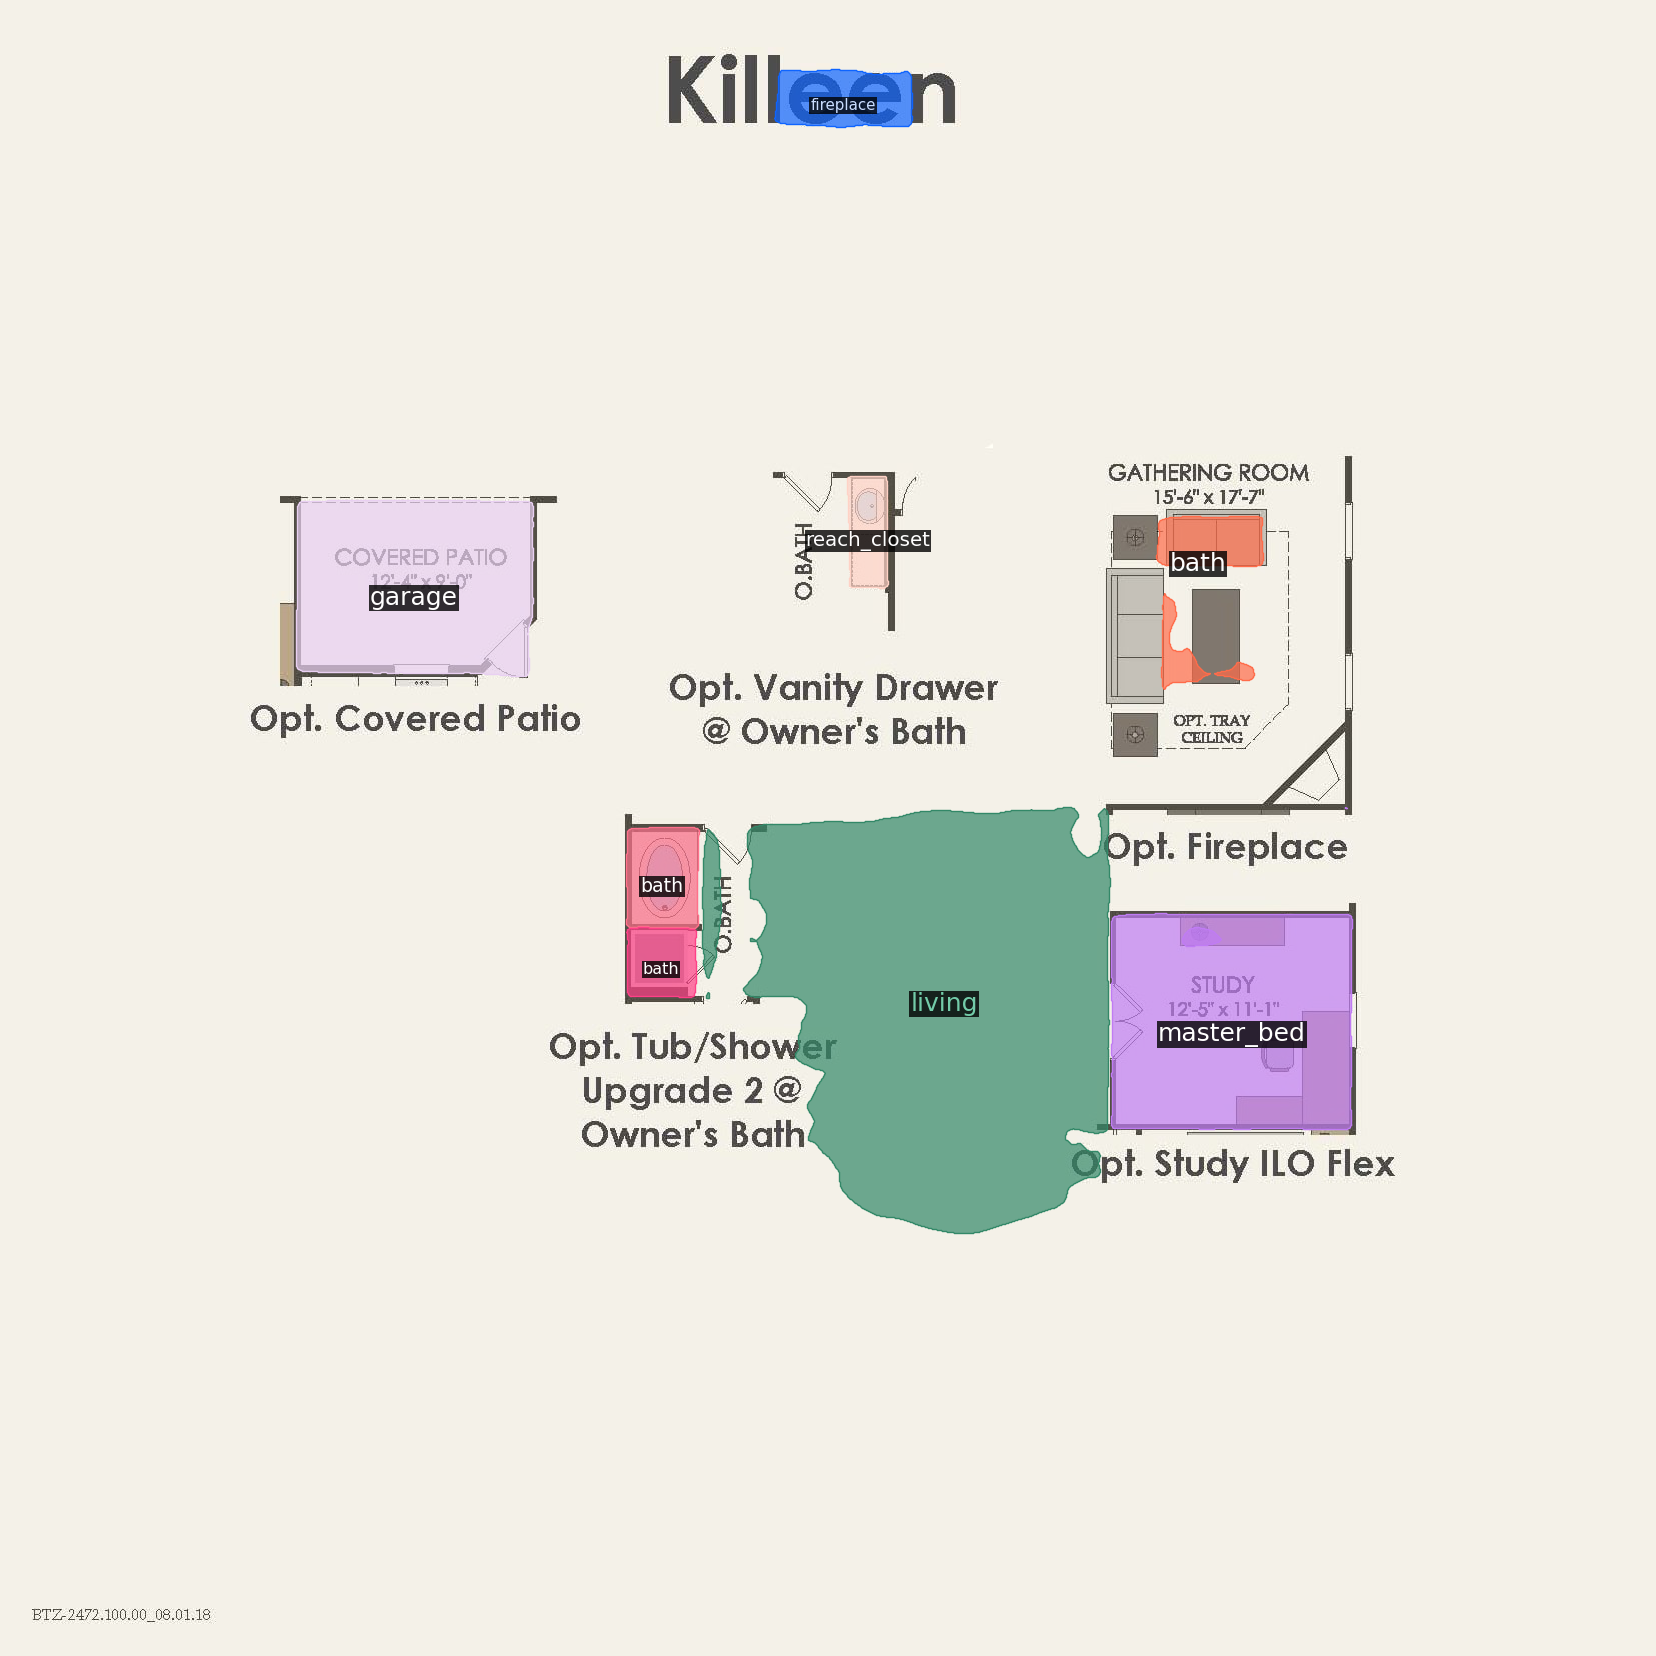 Killeen
fireplace
GATHERING ROOM
15'-6" x 17'-7"
bath
OPT. TRAY
CEILING
Opt. Fireplace
COVERED PATIO
12'-4" x 9'-0"
garage
Opt. Covered Patio
O.BATH
reach_closet
Opt. Vanity Drawer
@ Owner's Bath
bath
bath
O.BATH
Opt. Tub/Shower
Upgrade 2 @
Owner's Bath
living
STUDY
12'-5" x 11'-1"
master_bed
Opt. Study ILO Flex
BTZ-2472.100.00_08.01.18